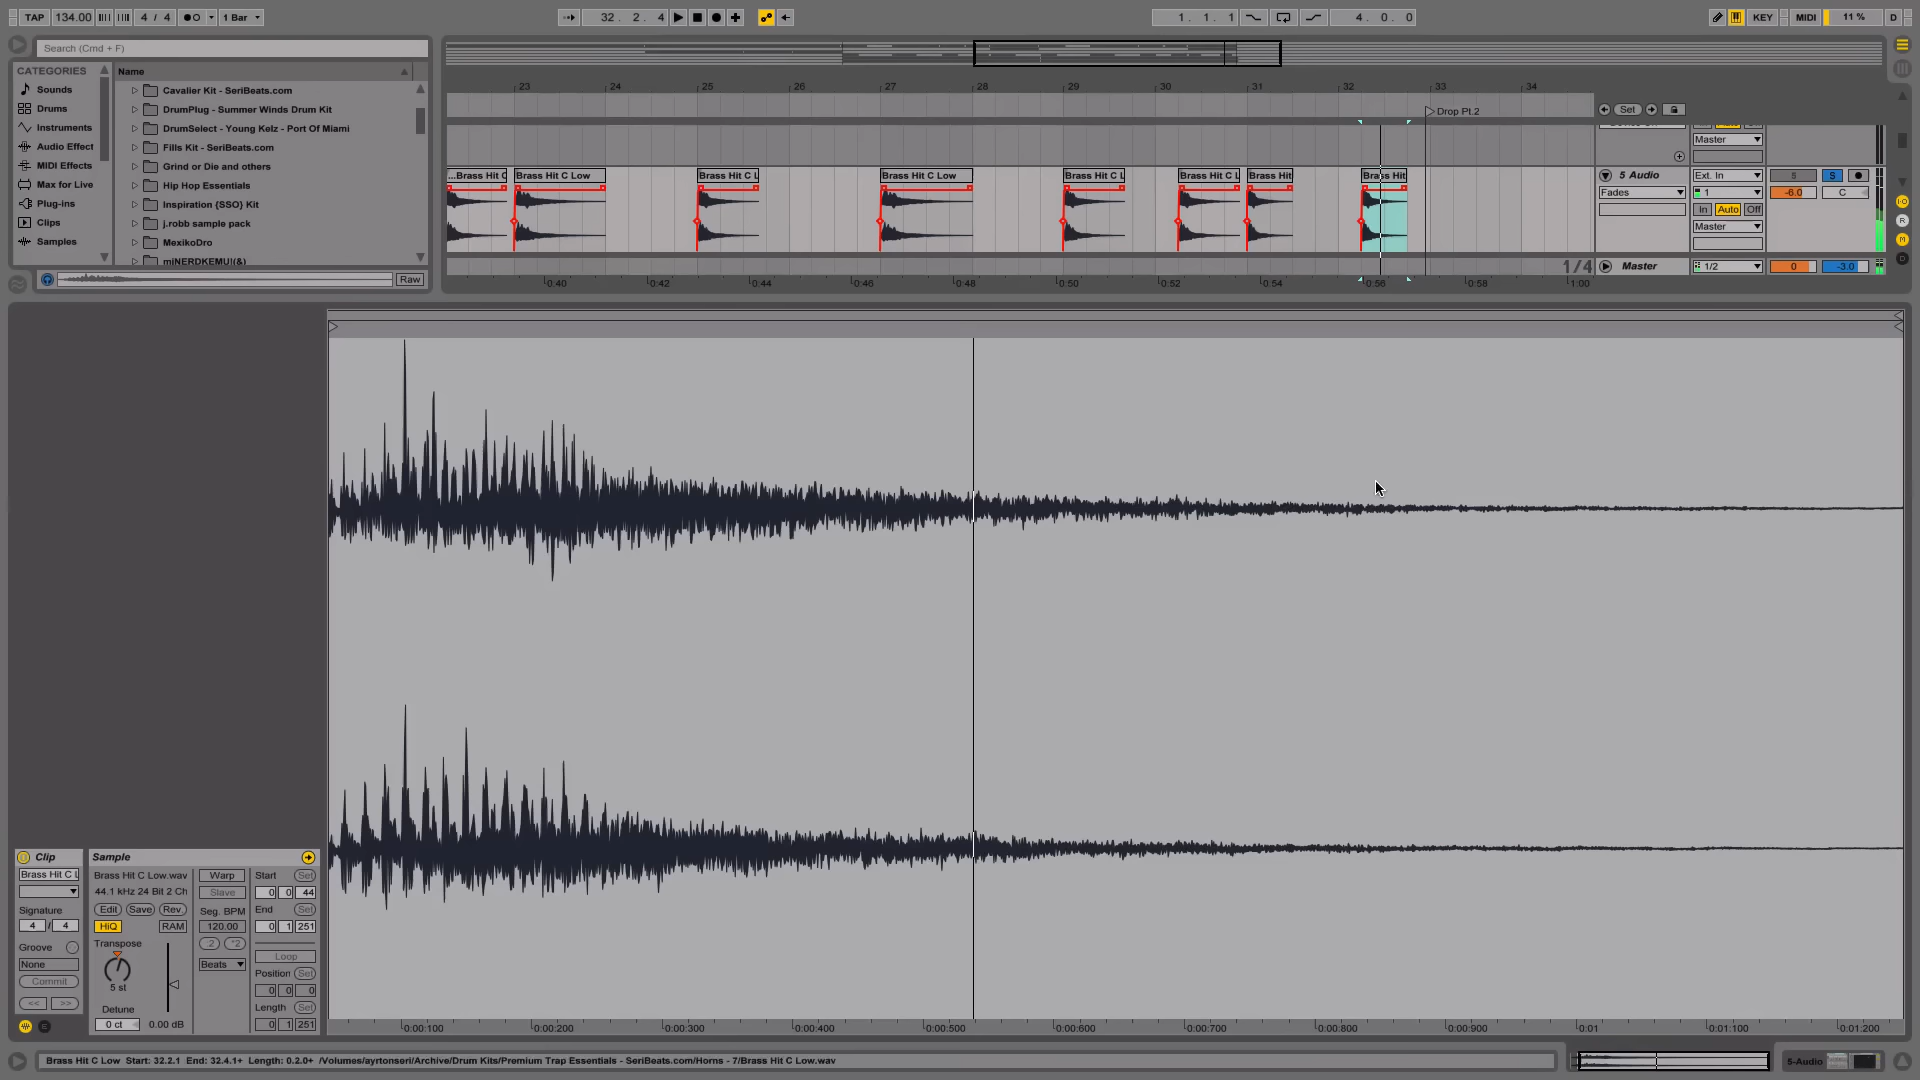 TAP 134.00 4 / 4 1 Bar 32. 2. 4 1. 1. 1 4. 0. 0 KEY MIDI 11 % D
Search (Cmd + F)
CATEGORIES
Sounds
Drums
Instruments
Audio Effect
MIDI Effects
Max for Live
Plug-ins
Clips
Samples
Name
Cavalier Kit - SeriBeats.com
DrumPlug - Summer Winds Drum Kit
DrumSelect - Young Kelz - Port Of Miami
Fills Kit - SeriBeats.com
Grind or Die and others
Hip Hop Essentials
Inspiration {SSO} Kit
j.robb sample pack
MexikoDro
miNERDKEMU!(&)
Raw
23 24 25 26 27 28 29 30 31 32 33 34
Drop Pt.2
Set
Master
...Brass Hit C
Brass Hit C Low
Brass Hit C L
Brass Hit C Low
Brass Hit C L
Brass Hit C L
Brass Hit
Brass Hit
5 Audio Ext. In S S
Fades 1 -6.0 C
In Auto Off
Master
1/4 Master 1/2 0 -3.0
0:40 0:42 0:44 0:46 0:48 0:50 0:52 0:54 0:56 0:58 1:00
I·O
R
M
D
Clip
Brass Hit C L
Signature
4 / 4
Groove
None
Commit
<< >>
Sample
Brass Hit C Low.wav
44.1 kHz 24 Bit 2 Ch
Edit Save Rev
HiQ RAM
Transpose
5 st
Detune
0 ct 0.00 dB
Warp
Slave
Seg. BPM
120.00
:2 *2
Beats
Start Set
0 0 44
End Set
0 1 251
Loop
Position Set
0 0 0
Length Set
0 1 251
0:00:100 0:00:200 0:00:300 0:00:400 0:00:500 0:00:600 0:00:700 0:00:800 0:00:900 0:01 0:01:100 0:01:200
Brass Hit C Low Start: 32.2.1 End: 32.4.1+ Length: 0.2.0+ /Volumes/ayrtonseri/Archive/Drum Kits/Premium Trap Essentials - SeriBeats.com/Horns - 7/Brass Hit C Low.wav
5-Audio